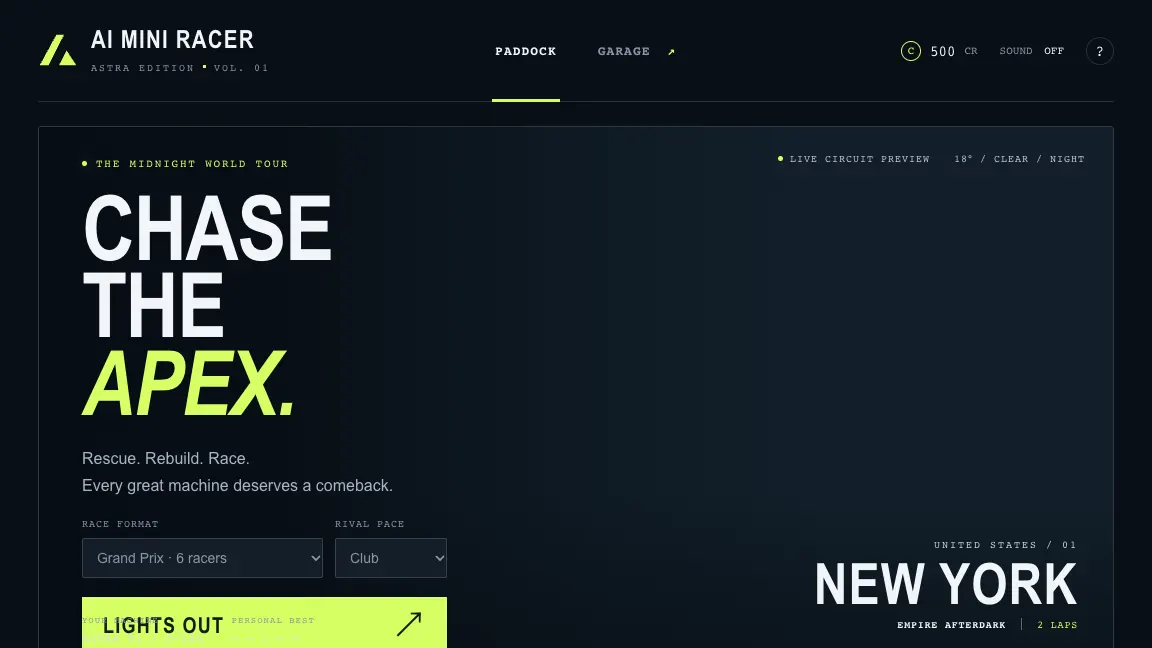 AI MINI RACER
ASTRA EDITION • VOL. 01
PADDOCK
GARAGE ↗
C 500 CR
SOUND OFF
?
THE MIDNIGHT WORLD TOUR
LIVE CIRCUIT PREVIEW 18° / CLEAR / NIGHT
CHASE
THE
APEX.
Rescue. Rebuild. Race.
Every great machine deserves a comeback.
RACE FORMAT
RIVAL PACE
Grand Prix · 6 racers
Club
LIGHTS OUT
YOUR
PERSONAL BEST
UNITED STATES / 01
NEW YORK
EMPIRE AFTERDARK
2 LAPS